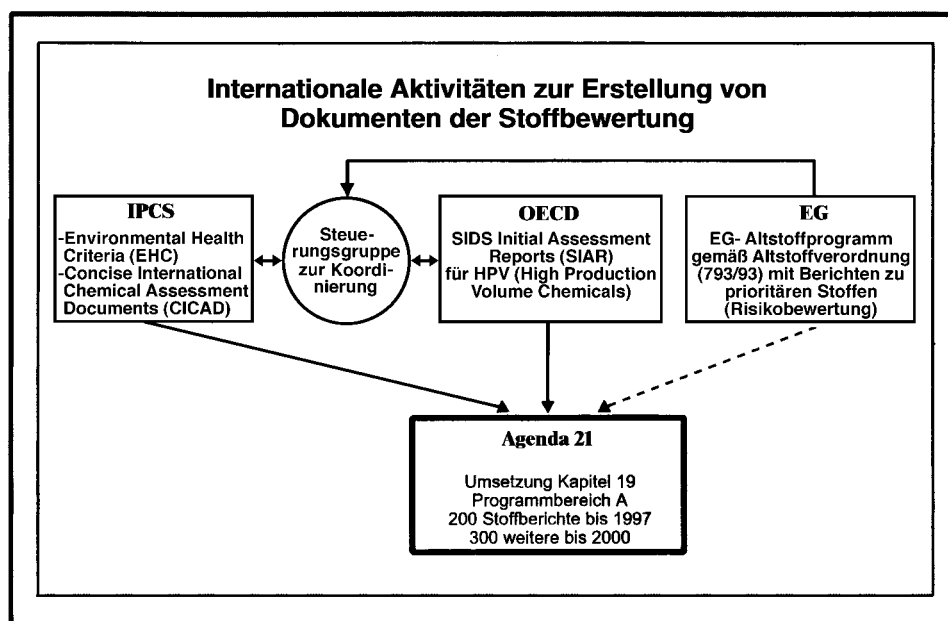 Internationale Aktivitäten zur Erstellung von
Dokumenten der Stoffbewertung
IPCS
-Environmental Health
Criteria (EHC)
-Concise International
Chemical Assessment
Documents (CICAD)
Steue-
rungsgruppe
zur Koordi-
nierung
OECD
SIDS Initial Assessment
Reports (SIAR)
für HPV (High Production
Volume Chemicals)
EG
EG- Altstoffprogramm
gemäß Altstoffverordnung
(793/93) mit Berichten zu
prioritären Stoffen
(Risikobewertung)
Agenda 21
Umsetzung Kapitel 19
Programmbereich A
200 Stoffberichte bis 1997
300 weitere bis 2000